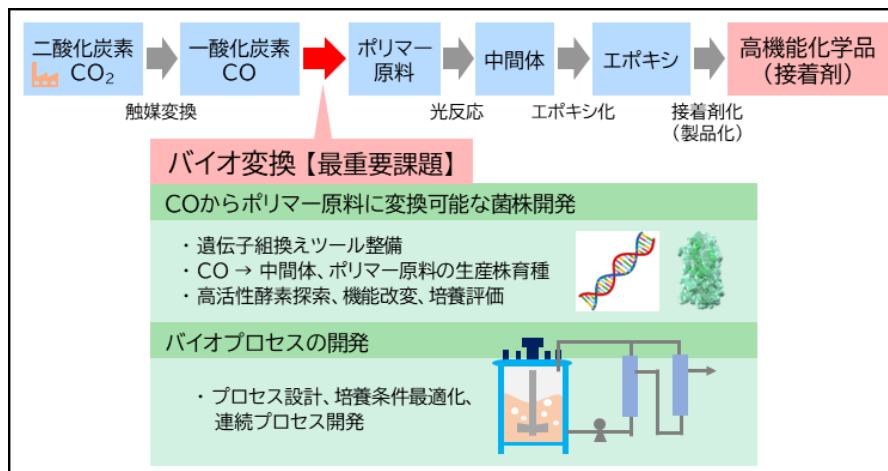 二酸化炭素
CO₂
一酸化炭素
CO
ポリマー
原料
中間体
エポキシ
高機能化学品
（接着剤）
触媒変換
光反応
エポキシ化
接着剤化
（製品化）
バイオ変換【最重要課題】
COからポリマー原料に変換可能な菌株開発
・遺伝子組換えツール整備
・CO → 中間体、ポリマー原料の生産株育種
・高活性酵素探索、機能改変、培養評価
バイオプロセスの開発
・プロセス設計、培養条件最適化、
連続プロセス開発